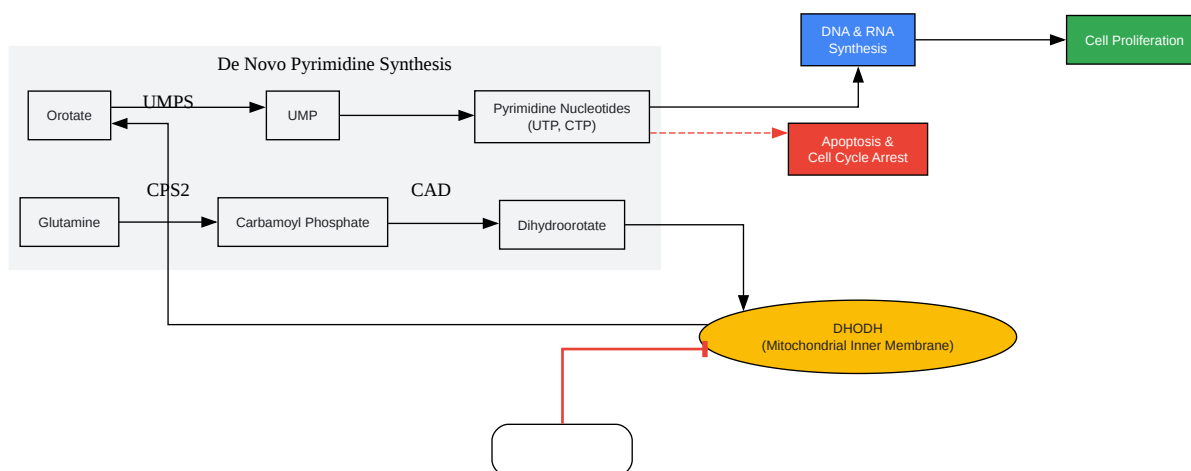 DNA & RNA
Synthesis
Cell Proliferation
De Novo Pyrimidine Synthesis
Orotate
UMPS
UMP
Pyrimidine Nucleotides
(UTP, CTP)
Apoptosis &
Cell Cycle Arrest
Glutamine
CPS2
Carbamoyl Phosphate
CAD
Dihydroorotate
DHODH
(Mitochondrial Inner Membrane)